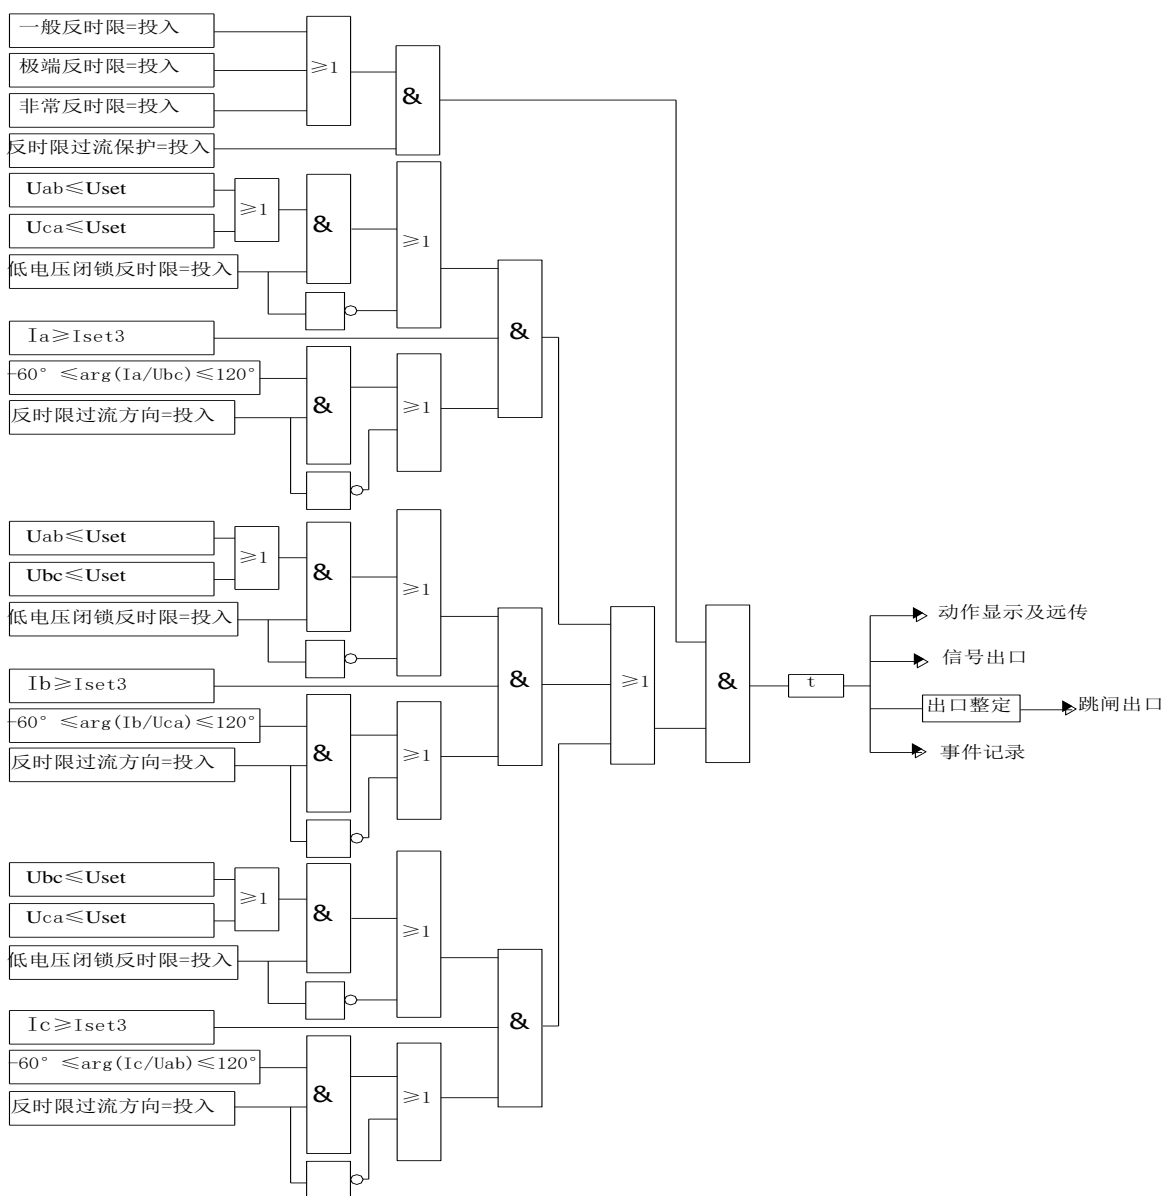 一般反时限=投入
极端反时限=投入
非常反时限=投入
反时限过流保护=投入
≥1
&
Uab≤Uset
Uca≤Uset
低电压闭锁反时限=投入
≥1
&
≥1
Ia≥Iset3
-60°≤arg(Ia/Ubc)≤120°
反时限过流方向=投入
&
≥1
&
Uab≤Uset
Ubc≤Uset
低电压闭锁反时限=投入
≥1
&
≥1
Ib≥Iset3
-60°≤arg(Ib/Uca)≤120°
反时限过流方向=投入
&
≥1
&
Ubc≤Uset
Uca≤Uset
低电压闭锁反时限=投入
≥1
&
≥1
Ic≥Iset3
-60°≤arg(Ic/Uab)≤120°
反时限过流方向=投入
&
≥1
&
≥1
&
t
动作显示及远传
信号出口
出口整定
跳闸出口
事件记录